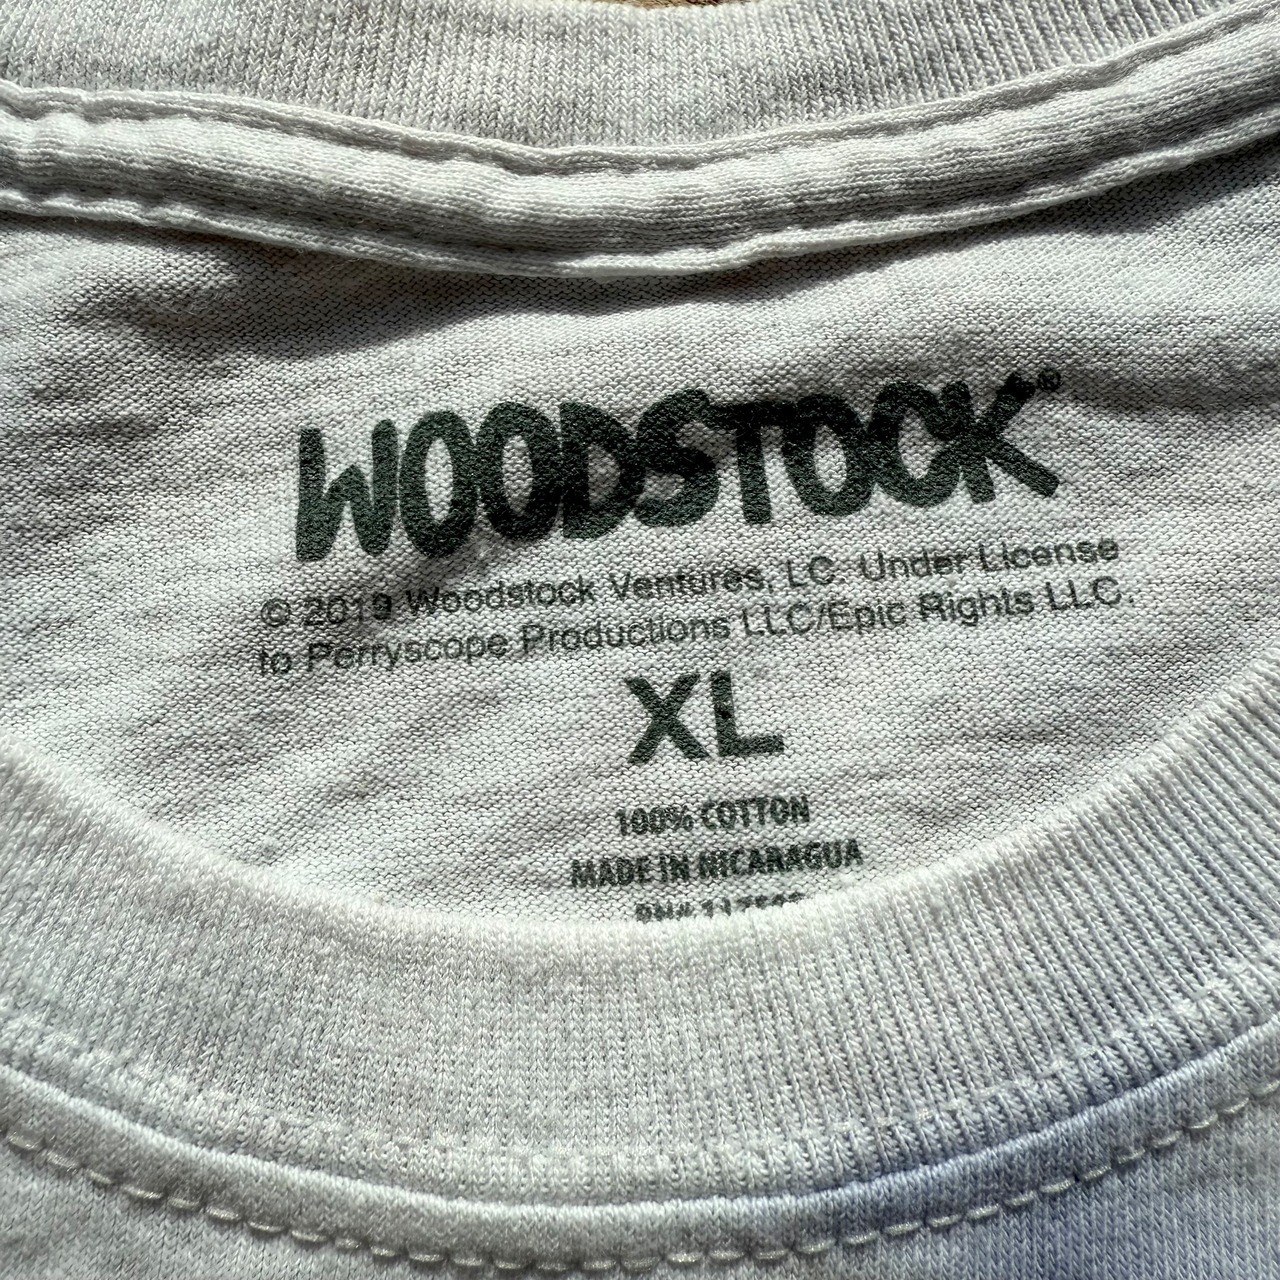 WOODSTOCK®
© 2019 Woodstock Ventures, LC. Under License
to Perryscope Productions LLC/Epic Rights LLC.
XL
100% COTTON
MADE IN NICARAGUA
RN#